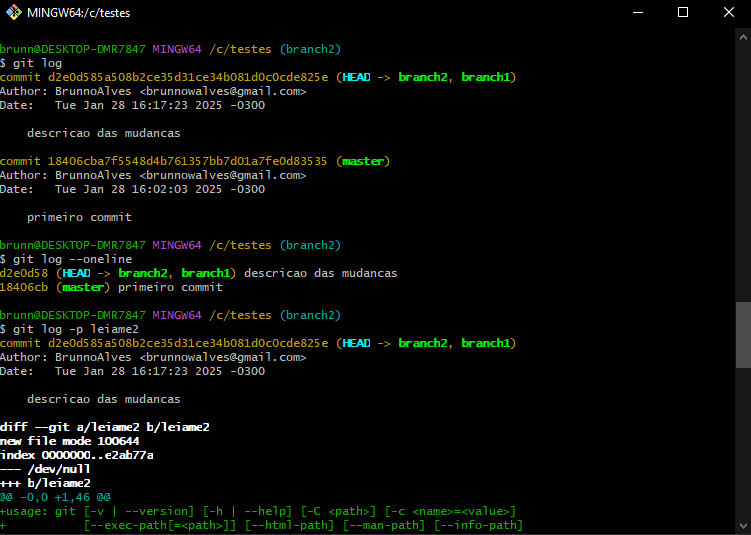 MINGW64:/c/testes
brunn@DESKTOP-DMR7847 MINGW64 /c/testes (branch2)
$ git log
commit d2e0d585a508b2ce35d31ce34b081d0c0cde825e (HEAD -> branch2, branch1)
Author: BrunnoAlves <brunnowalves@gmail.com>
Date:   Tue Jan 28 16:17:23 2025 -0300
descricao das mudancas
commit 18406cba7f5548d4b761357bb7d01a7fe0d83535 (master)
Author: BrunnoAlves <brunnowalves@gmail.com>
Date:   Tue Jan 28 16:02:03 2025 -0300
primeiro commit
brunn@DESKTOP-DMR7847 MINGW64 /c/testes (branch2)
$ git log --oneline
d2e0d58 (HEAD -> branch2, branch1) descricao das mudancas
18406cb (master) primeiro commit
brunn@DESKTOP-DMR7847 MINGW64 /c/testes (branch2)
$ git log -p leiame2
commit d2e0d585a508b2ce35d31ce34b081d0c0cde825e (HEAD -> branch2, branch1)
Author: BrunnoAlves <brunnowalves@gmail.com>
Date:   Tue Jan 28 16:17:23 2025 -0300
descricao das mudancas
diff --git a/leiame2 b/leiame2
new file mode 100644
index 0000000..e2ab77a
--- /dev/null
+++ b/leiame2
@@ -0,0 +1,46 @@
+usage: git [-v | --version] [-h | --help] [-C <path>] [-c <name>=<value>]
+           [--exec-path[=<path>]] [--html-path] [--man-path] [--info-path]